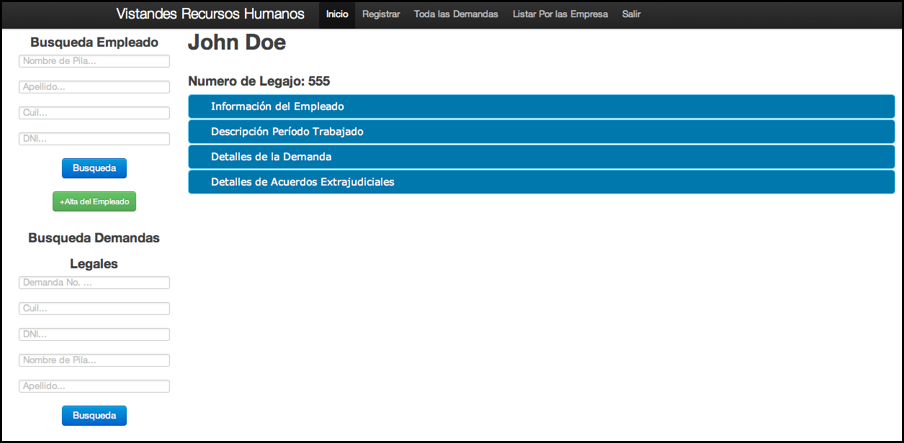 Vistandes Recursos Humanos Inicio Registrar Toda las Demandas Listar Por las Empresa Salir
Busqueda Empleado
Nombre de Pila...
Apellido...
Cuil...
DNI...
Busqueda
+Alta del Empleado
Busqueda Demandas
Legales
Demanda No. ...
Cuil...
DNI...
Nombre de Pila...
Apellido...
Busqueda
John Doe
Numero de Legajo: 555
Información del Empleado
Descripción Período Trabajado
Detalles de la Demanda
Detalles de Acuerdos Extrajudiciales